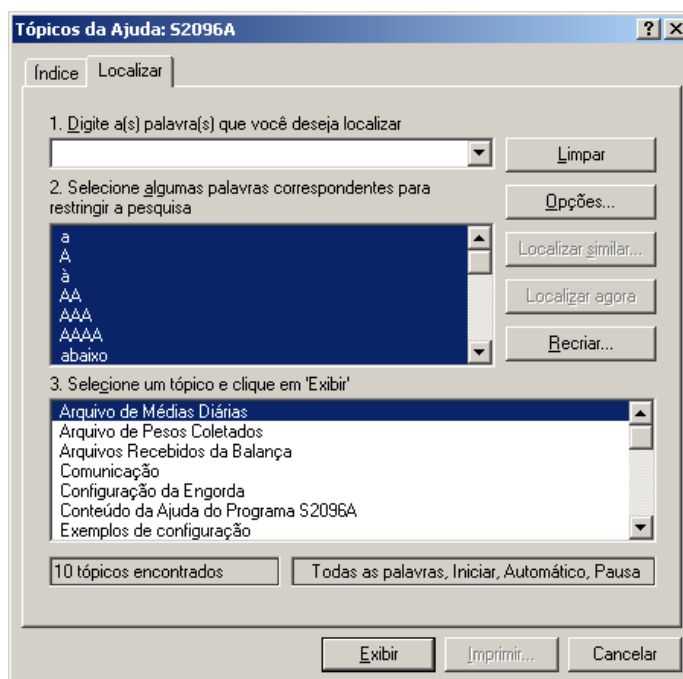 Tópicos da Ajuda: S2096A
Índice
Localizar
1. Digite a(s) palavra(s) que você deseja localizar
Limpar
2. Selecione algumas palavras correspondentes para
restringir a pesquisa
Opções...
a
A
à
AA
AAA
AAAA
abaixo
Localizar similar...
Localizar agora
Recriar...
3. Selecione um tópico e clique em 'Exibir'
Arquivo de Médias Diárias
Arquivo de Pesos Coletados
Arquivos Recebidos da Balança
Comunicação
Configuração da Engorda
Conteúdo da Ajuda do Programa S2096A
Exemplos de configuração
10 tópicos encontrados
Todas as palavras, Iniciar, Automático, Pausa
Exibir
Imprimir...
Cancelar